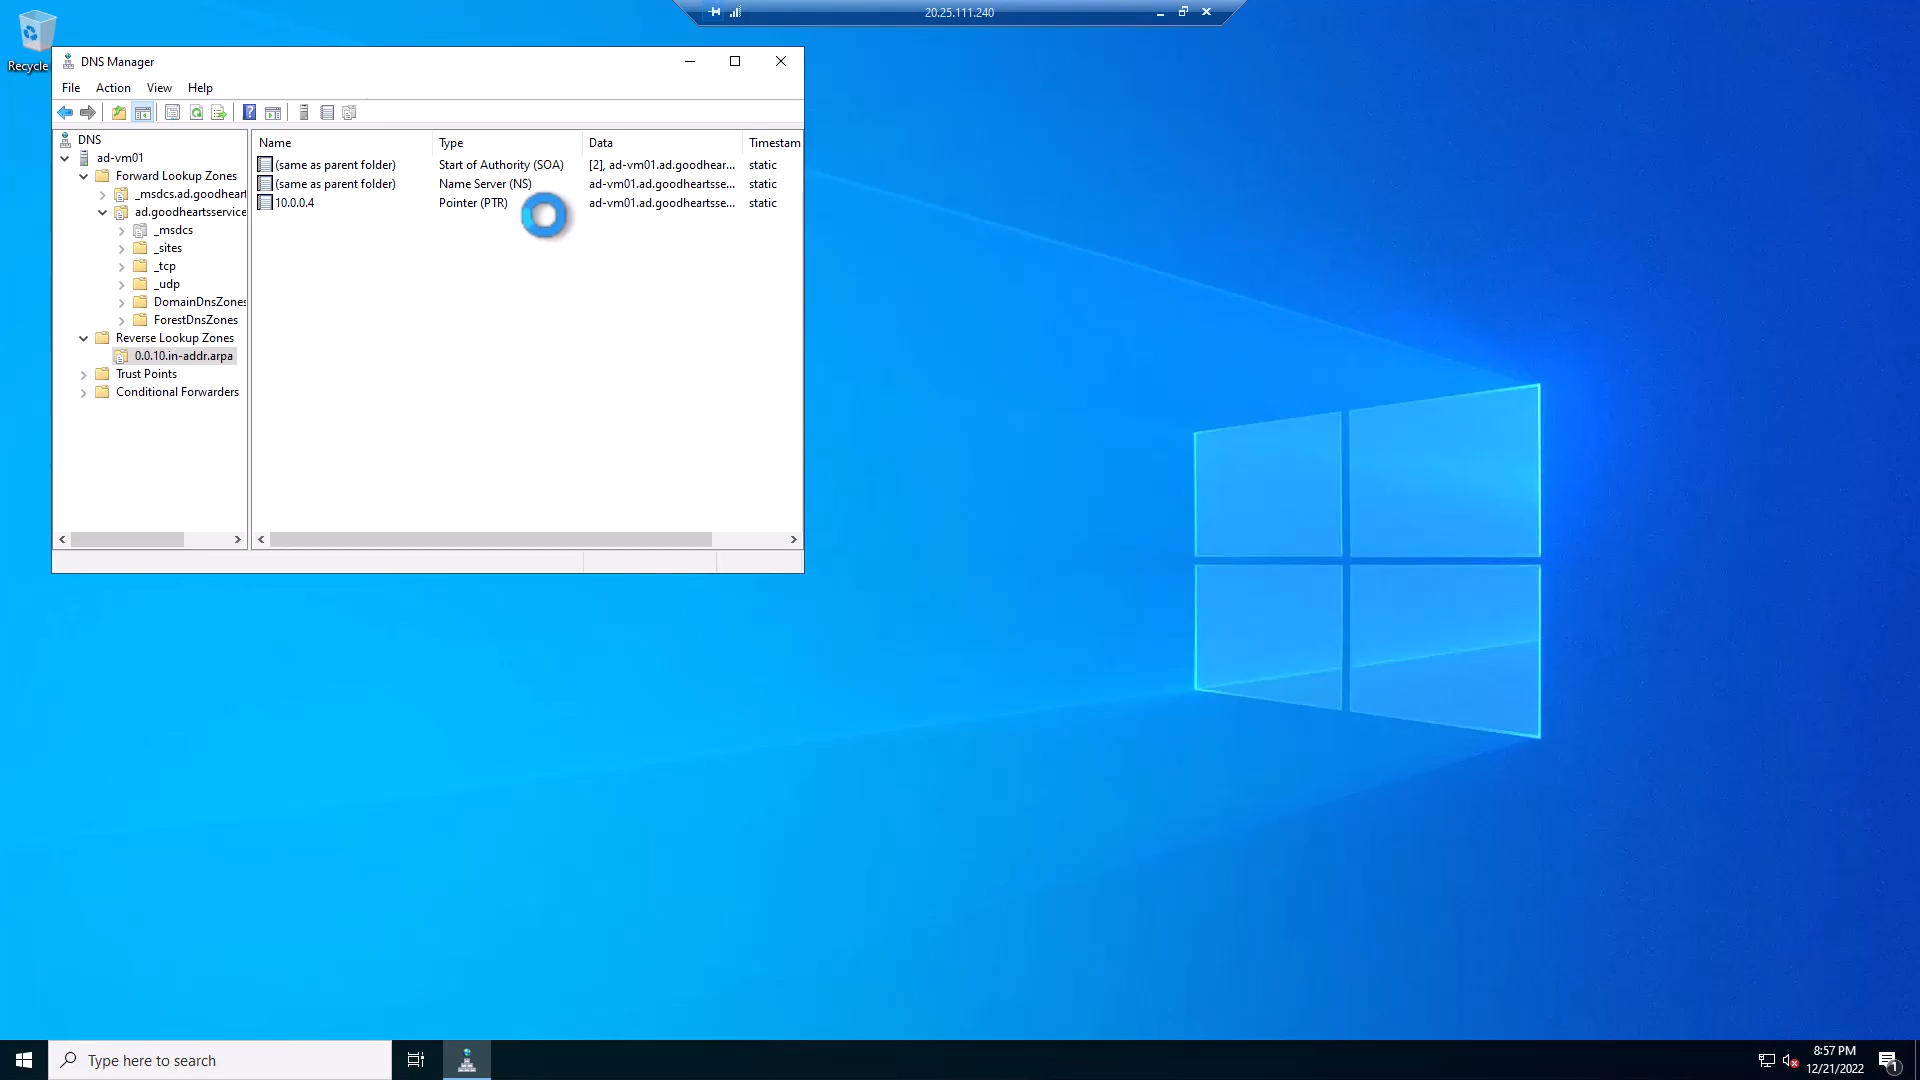 20.25.111.240
Recycle
DNS Manager
File Action View Help
DNS
ad-vm01
Forward Lookup Zones
_msdcs.ad.goodheart
ad.goodheartsservice
_msdcs
_sites
_tcp
_udp
DomainDnsZones
ForestDnsZones
Reverse Lookup Zones
0.0.10.in-addr.arpa
Trust Points
Conditional Forwarders
Name Type Data Timestam
(same as parent folder) Start of Authority (SOA) [2], ad-vm01.ad.goodhear... static
(same as parent folder) Name Server (NS) ad-vm01.ad.goodheartsse... static
10.0.0.4 Pointer (PTR) ad-vm01.ad.goodheartsse... static
Type here to search
8:57 PM
12/21/2022
1